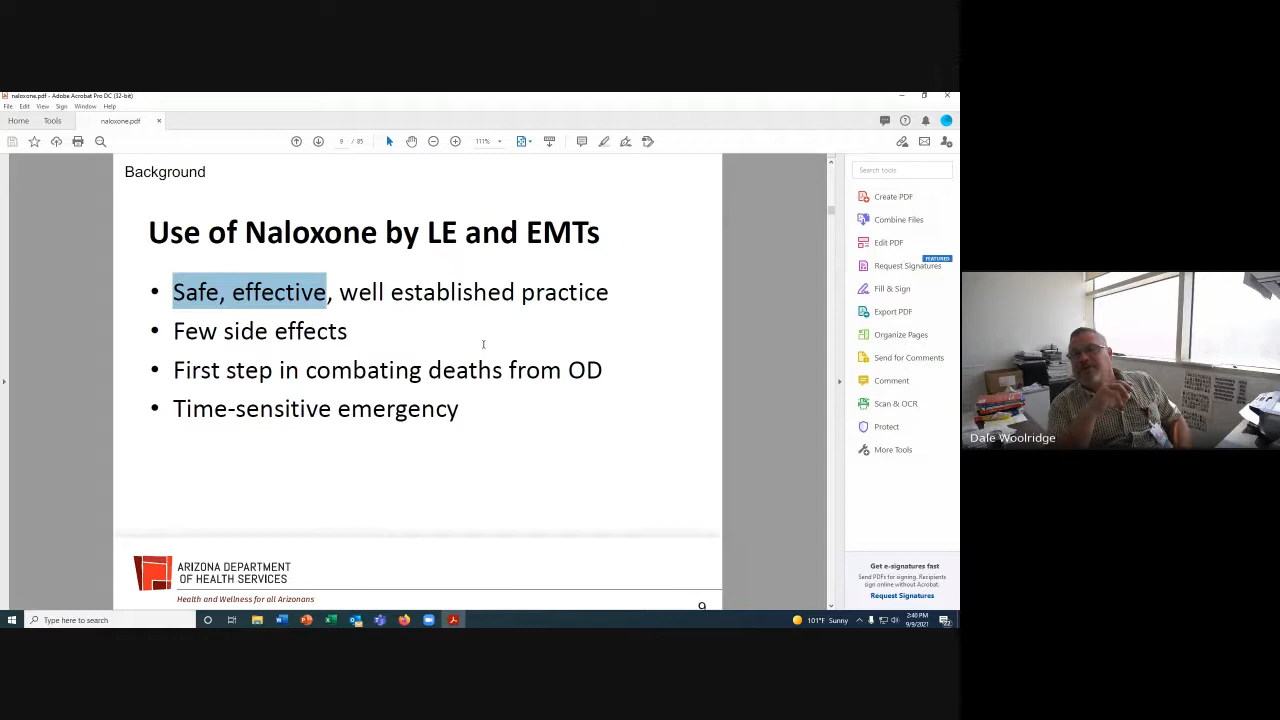 naloxone.pdf - Adobe Acrobat Pro DC (32-bit)
File Edit View Sign Window Help
Home Tools naloxone.pdf
9 / 85 111%
Background
Use of Naloxone by LE and EMTs
• Safe, effective, well established practice
• Few side effects
• First step in combating deaths from OD
• Time-sensitive emergency
ARIZONA DEPARTMENT
OF HEALTH SERVICES
Health and Wellness for all Arizonans
9
Search tools
Create PDF
Combine Files
Edit PDF
FEATURED
Request Signatures
Fill & Sign
Export PDF
Organize Pages
Send for Comments
Comment
Scan & OCR
Protect
More Tools
Get e-signatures fast
Send PDFs for signing. Recipients
sign online without Acrobat.
Request Signatures
Type here to search
101°F Sunny
2:40 PM
9/9/2021
Dale Woolridge